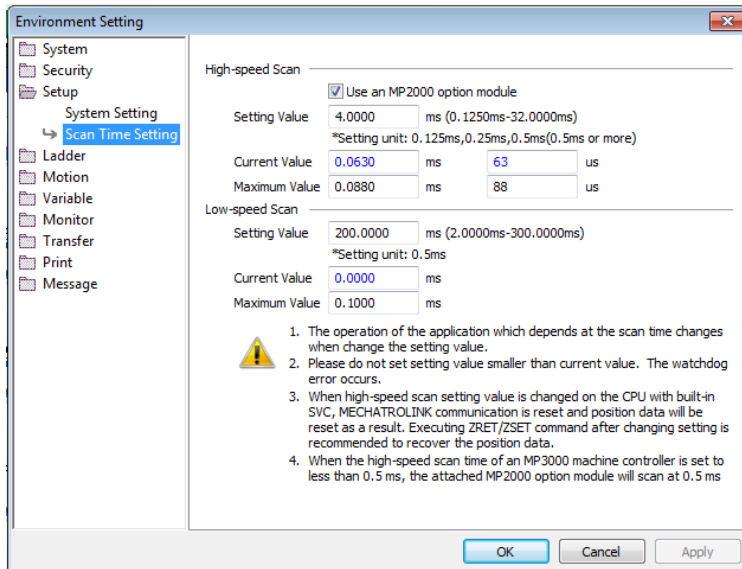 Environment Setting
System
Security
Setup
System Setting
Scan Time Setting
Ladder
Motion
Variable
Monitor
Transfer
Print
Message
High-speed Scan
Use an MP2000 option module
Setting Value 4.0000 ms (0.1250ms-32.0000ms)
*Setting unit: 0.125ms,0.25ms,0.5ms(0.5ms or more)
Current Value 0.0630 ms 63 us
Maximum Value 0.0880 ms 88 us
Low-speed Scan
Setting Value 200.0000 ms (2.0000ms-300.0000ms)
*Setting unit: 0.5ms
Current Value 0.0000 ms
Maximum Value 0.1000 ms
1. The operation of the application which depends at the scan time changes
when change the setting value.
2. Please do not set setting value smaller than current value. The watchdog
error occurs.
3. When high-speed scan setting value is changed on the CPU with built-in
SVC, MECHATROLINK communication is reset and position data will be
reset as a result. Executing ZRET/ZSET command after changing setting is
recommended to recover the position data.
4. When the high-speed scan time of an MP3000 machine controller is set to
less than 0.5 ms, the attached MP2000 option module will scan at 0.5 ms
OK Cancel Apply